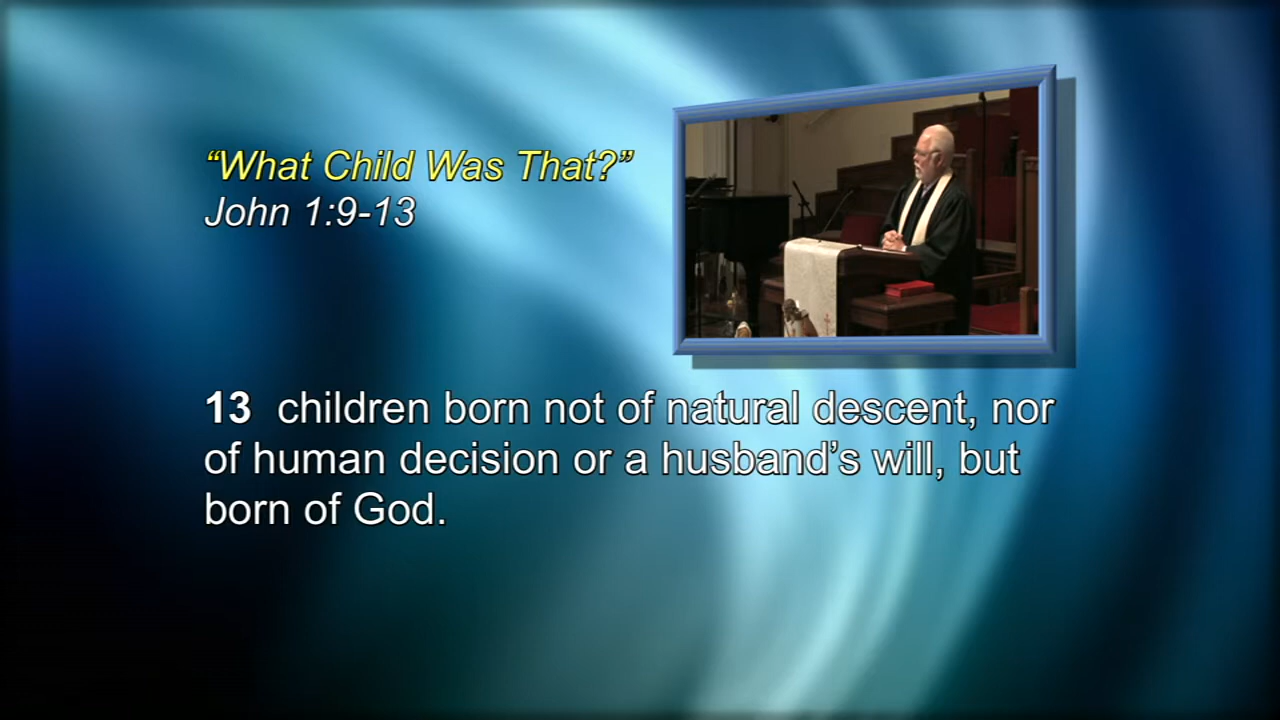 “What Child Was That?”
John 1:9-13
13 children born not of natural descent, nor
of human decision or a husband’s will, but
born of God.